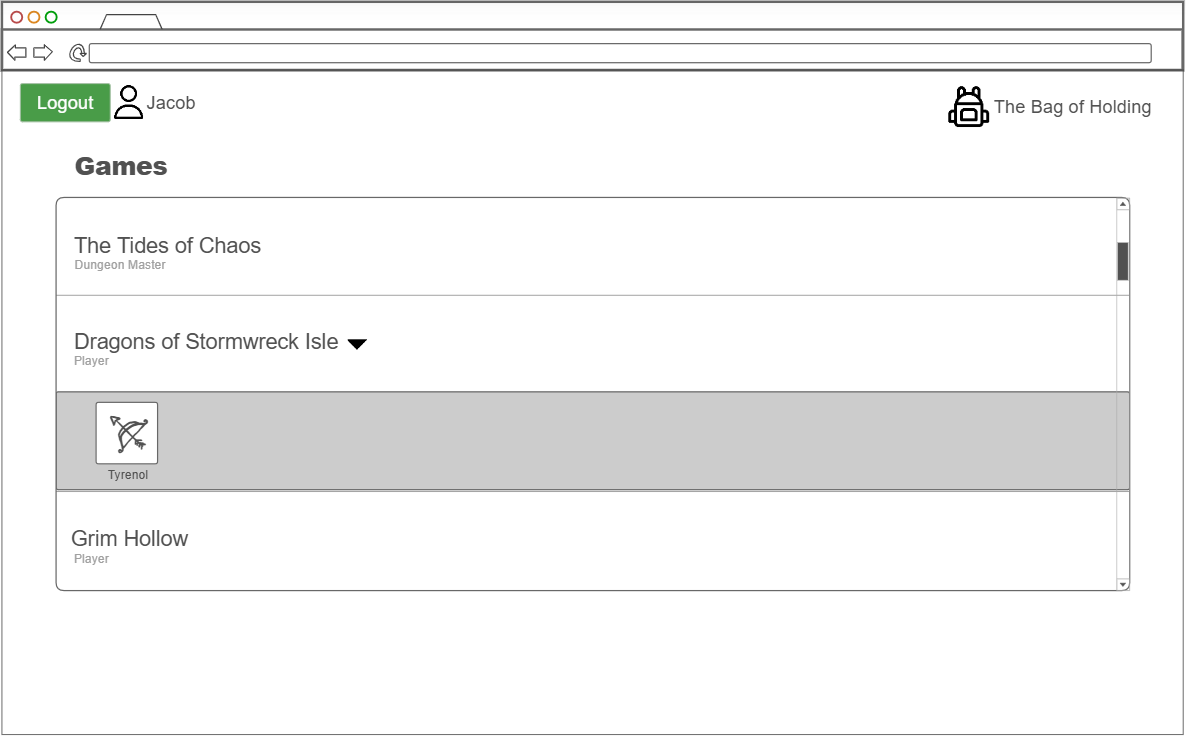 Logout
Jacob
The Bag of Holding
Games
The Tides of Chaos
Dungeon Master
Dragons of Stormwreck Isle
Player
Tyrenol
Grim Hollow
Player